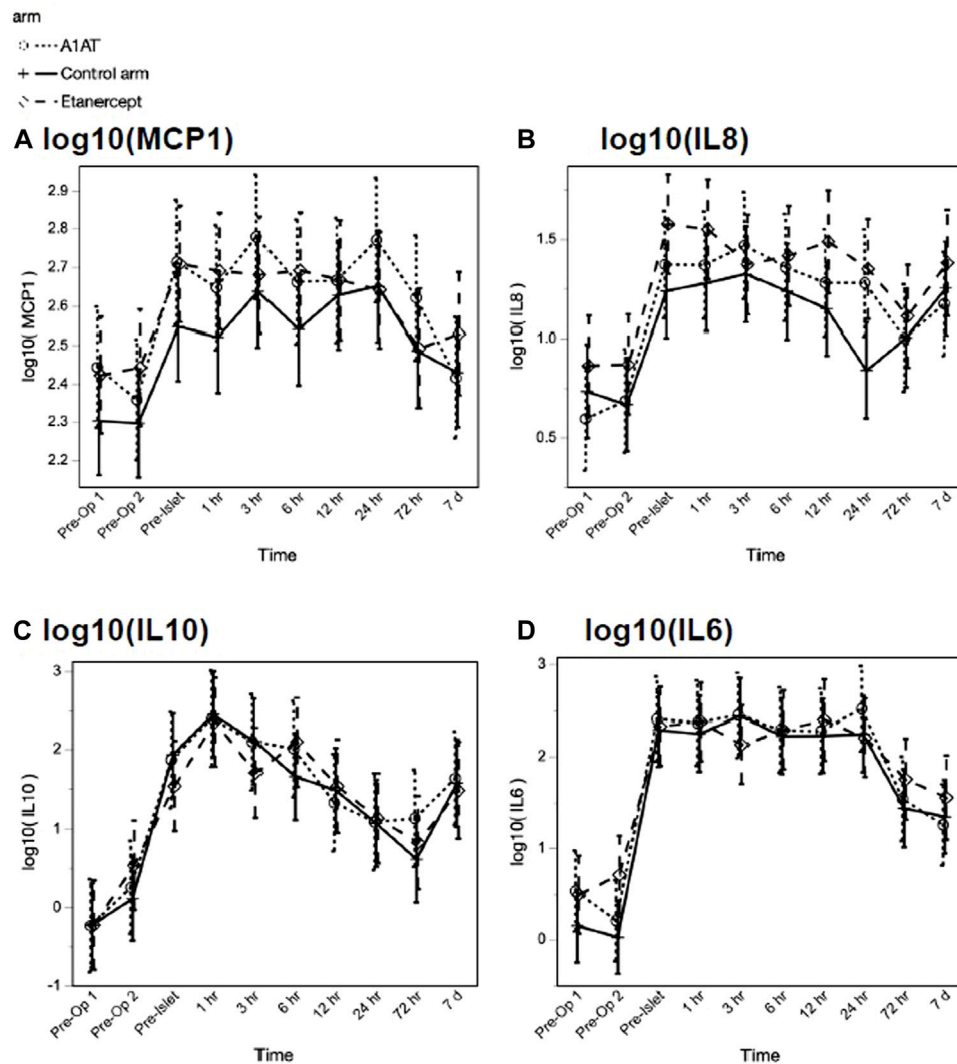 arm
A1AT
Control arm
Etanercept
A log10(MCP1)
log10( MCP1)
2.9
2.8
2.7
2.6
2.5
2.4
2.3
2.2
Pre-Op 1
Pre-Op 2
Pre-Islet
1 hr
3 hr
6 hr
12 hr
24 hr
72 hr
7 d
Time
B log10(IL8)
log10( IL8)
1.5
1.0
0.5
Pre-Op 1
Pre-Op 2
Pre-Islet
1 hr
3 hr
6 hr
12 hr
24 hr
72 hr
7 d
Time
C log10(IL10)
log10( IL10)
3
2
1
0
-1
Pre-Op 1
Pre-Op 2
Pre-Islet
1 hr
3 hr
6 hr
12 hr
24 hr
72 hr
7 d
Time
D log10(IL6)
log10( IL6)
3
2
1
0
Pre-Op 1
Pre-Op 2
Pre-Islet
1 hr
3 hr
6 hr
12 hr
24 hr
72 hr
7 d
Time